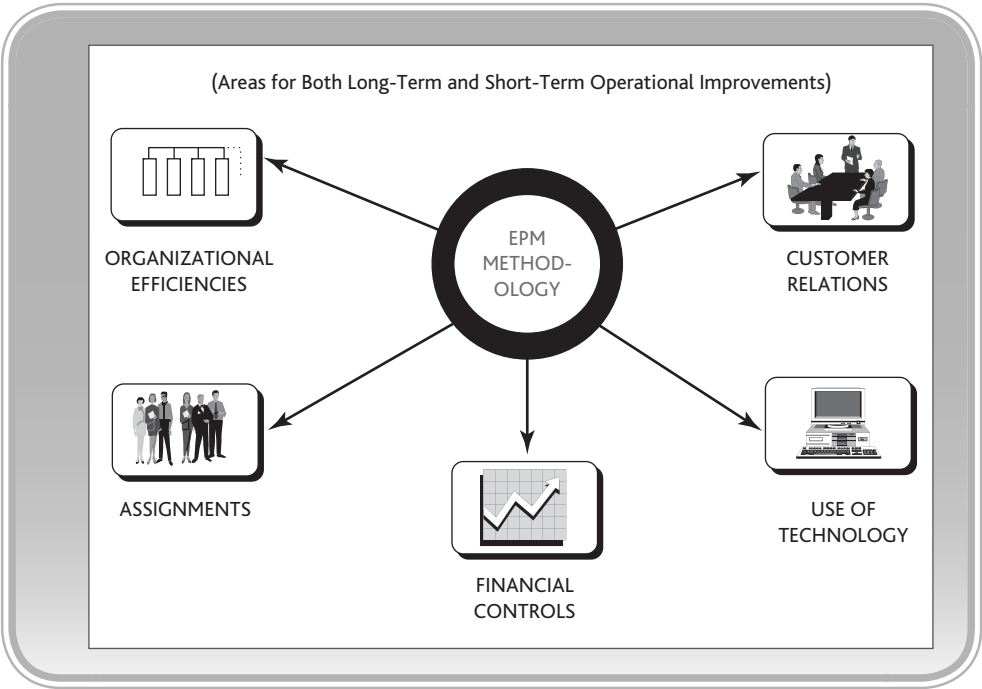 (Areas for Both Long-Term and Short-Term Operational Improvements)
ORGANIZATIONAL
EFFICIENCIES
EPM
METHOD-
OLOGY
CUSTOMER
RELATIONS
ASSIGNMENTS
FINANCIAL
CONTROLS
USE OF
TECHNOLOGY